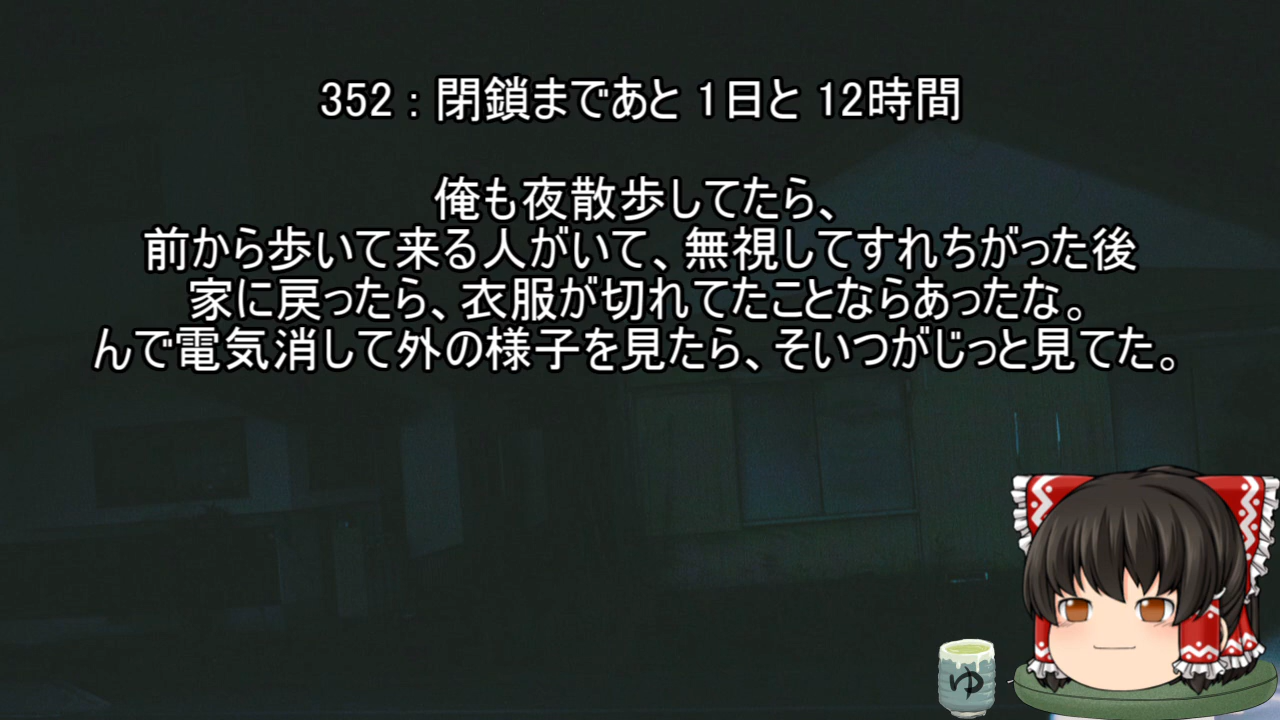 352 : 閉鎖まであと 1日と 12時間
俺も夜散歩してたら、
前から歩いて来る人がいて、無視してすれちがった後
家に戻ったら、衣服が切れてたことならあったな。
んで電気消して外の様子を見たら、そいつがじっと見てた。
ゆ